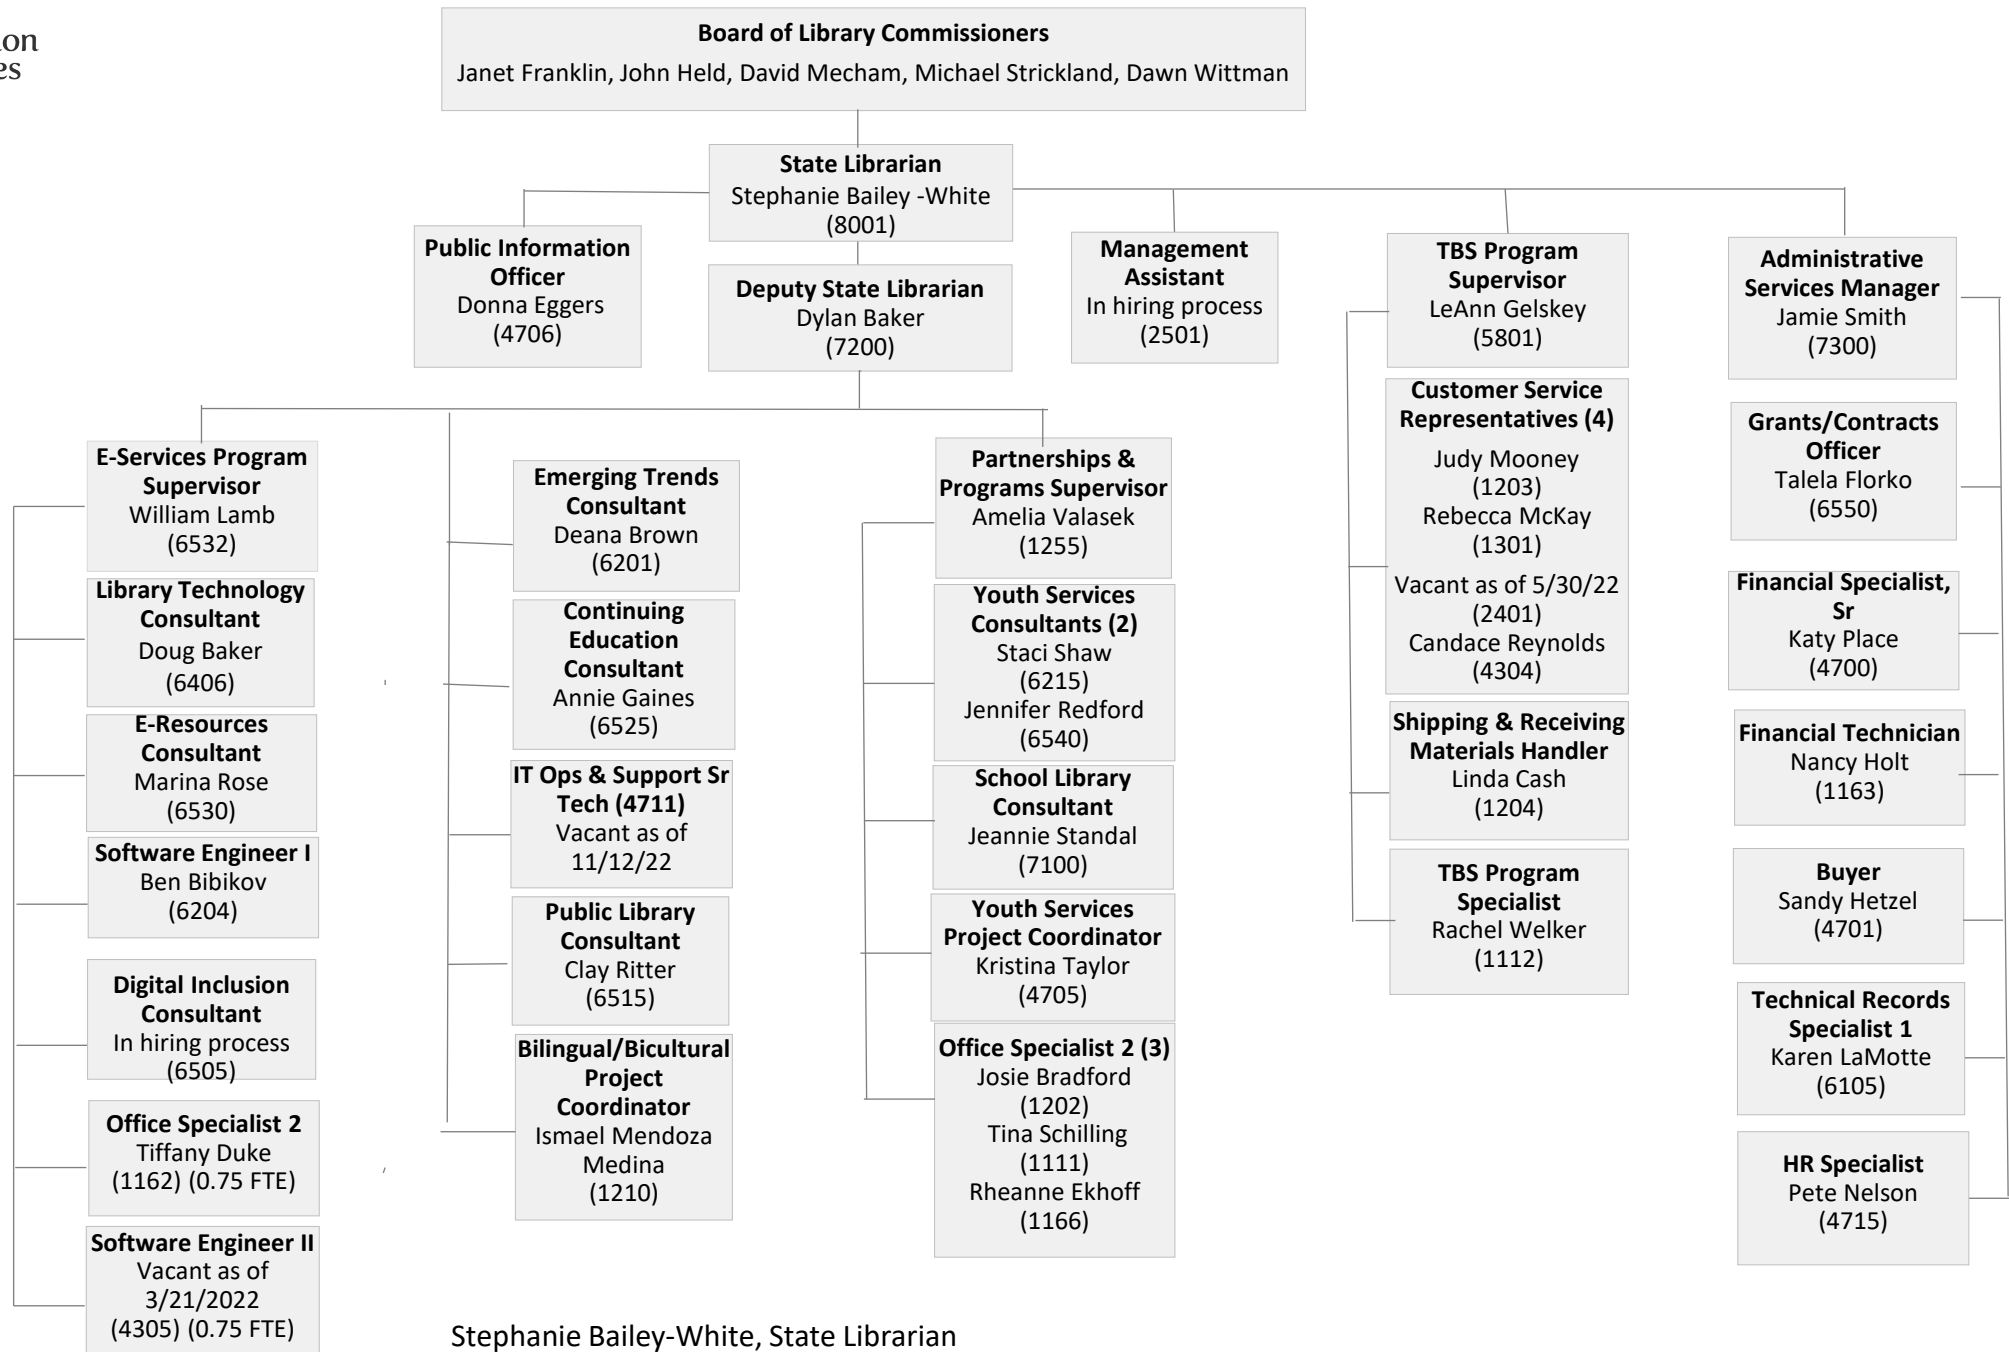 on
es
Board of Library Commissioners
Janet Franklin, John Held, David Mecham, Michael Strickland, Dawn Wittman
State Librarian
Stephanie Bailey -White
(8001)
Public Information
Officer
Donna Eggers
(4706)
Deputy State Librarian
Dylan Baker
(7200)
Management
Assistant
In hiring process
(2501)
TBS Program
Supervisor
LeAnn Gelskey
(5801)
Administrative
Services Manager
Jamie Smith
(7300)
E-Services Program
Supervisor
William Lamb
(6532)
Library Technology
Consultant
Doug Baker
(6406)
E-Resources
Consultant
Marina Rose
(6530)
Software Engineer I
Ben Bibikov
(6204)
Digital Inclusion
Consultant
In hiring process
(6505)
Office Specialist 2
Tiffany Duke
(1162) (0.75 FTE)
Software Engineer II
Vacant as of
3/21/2022
(4305) (0.75 FTE)
Emerging Trends
Consultant
Deana Brown
(6201)
Continuing
Education
Consultant
Annie Gaines
(6525)
IT Ops & Support Sr
Tech (4711)
Vacant as of
11/12/22
Public Library
Consultant
Clay Ritter
(6515)
Bilingual/Bicultural
Project
Coordinator
Ismael Mendoza
Medina
(1210)
Partnerships &
Programs Supervisor
Amelia Valasek
(1255)
Youth Services
Consultants (2)
Staci Shaw
(6215)
Jennifer Redford
(6540)
School Library
Consultant
Jeannie Standal
(7100)
Youth Services
Project Coordinator
Kristina Taylor
(4705)
Office Specialist 2 (3)
Josie Bradford
(1202)
Tina Schilling
(1111)
Rheanne Ekhoff
(1166)
Customer Service
Representatives (4)
Judy Mooney
(1203)
Rebecca McKay
(1301)
Vacant as of 5/30/22
(2401)
Candace Reynolds
(4304)
Shipping & Receiving
Materials Handler
Linda Cash
(1204)
TBS Program
Specialist
Rachel Welker
(1112)
Grants/Contracts
Officer
Talela Florko
(6550)
Financial Specialist,
Sr
Katy Place
(4700)
Financial Technician
Nancy Holt
(1163)
Buyer
Sandy Hetzel
(4701)
Technical Records
Specialist 1
Karen LaMotte
(6105)
HR Specialist
Pete Nelson
(4715)
Stephanie Bailey-White, State Librarian